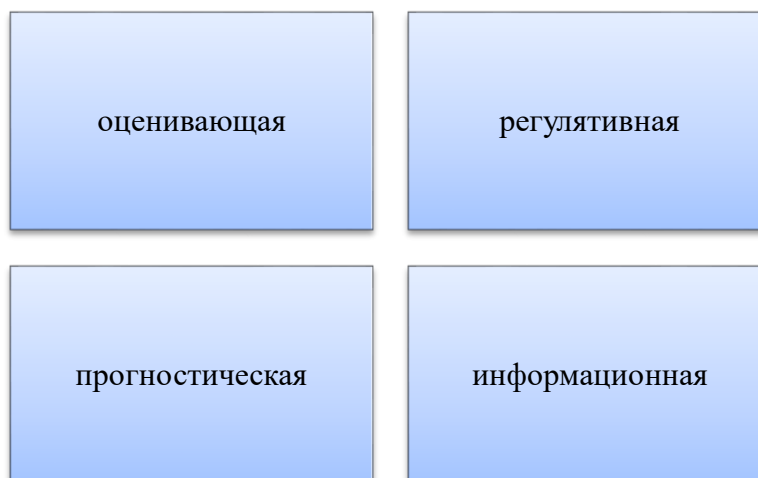 оценивающая
регулятивная
прогностическая
информационная